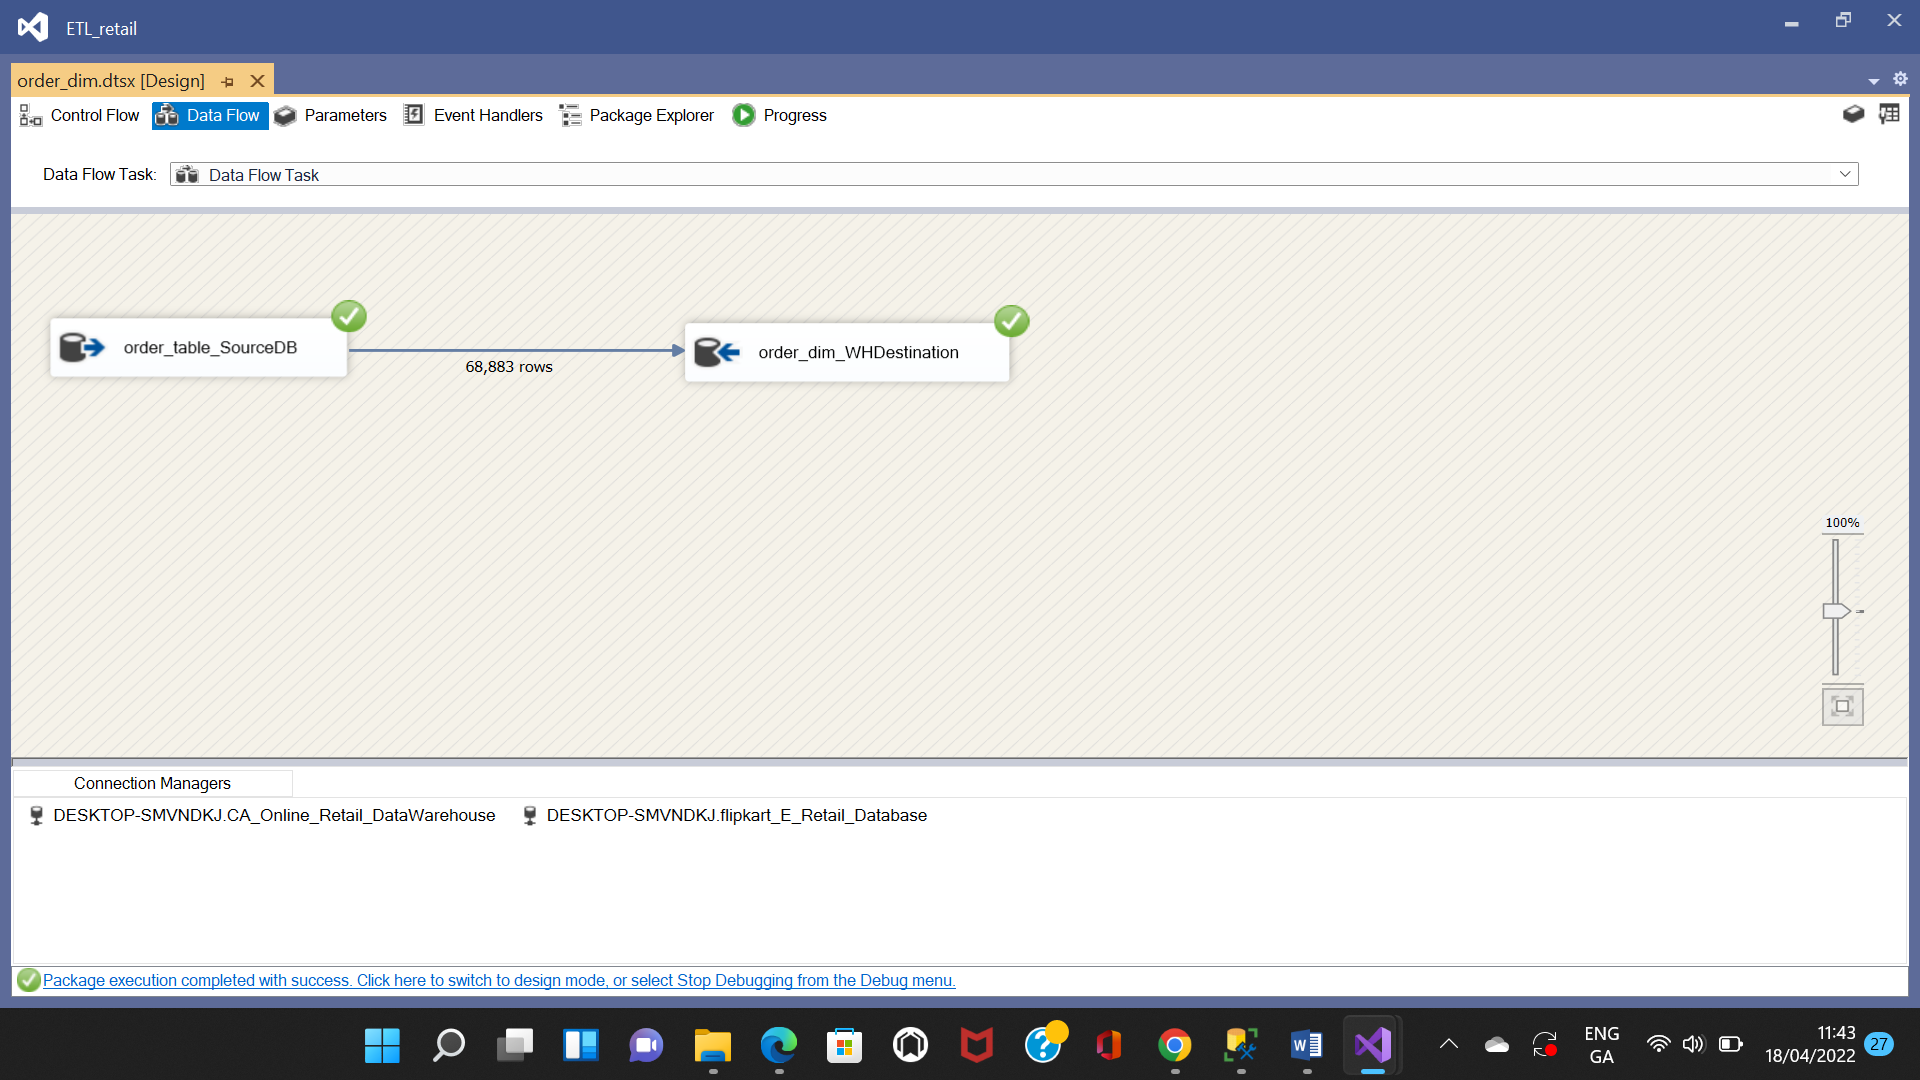 ETL_retail
order_dim.dtsx [Design]
Control Flow Data Flow Parameters Event Handlers Package Explorer Progress
Data Flow Task: Data Flow Task
order_table_SourceDB
68,883 rows
order_dim_WHDestination
100%
Connection Managers
DESKTOP-SMVNDKJ.CA_Online_Retail_DataWarehouse DESKTOP-SMVNDKJ.flipkart_E_Retail_Database
Package execution completed with success. Click here to switch to design mode, or select Stop Debugging from the Debug menu.
ENG 11:43
GA 18/04/2022 27